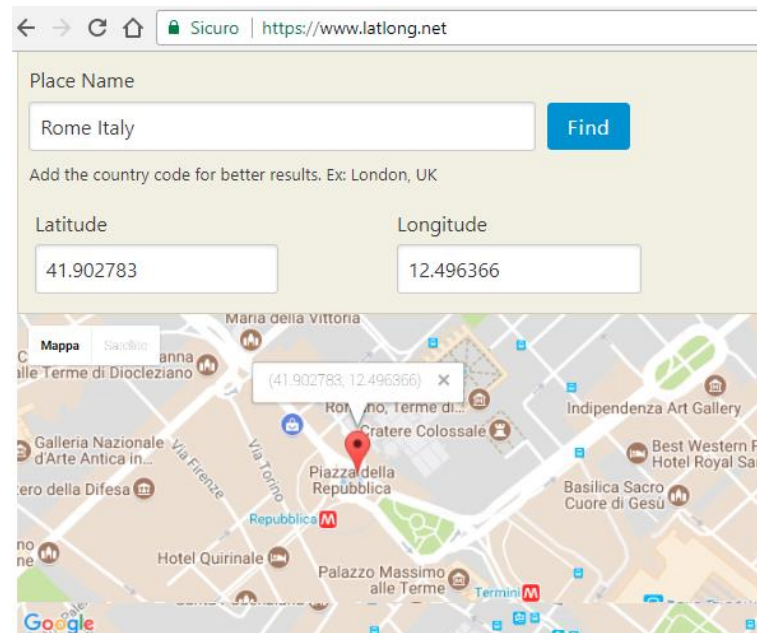 Sicuro | https://www.latlong.net
Place Name
Rome Italy
Find
Add the country code for better results. Ex: London, UK
Latitude
Longitude
41.902783
12.496366
Maria della Vittoria
Mappa
Satellite
anna
alle Terme di Diocleziano
(41.902783, 12.496366)
Terme di...
Indipendenza Art Gallery
Cratere Colossale
Galleria Nazionale
d'Arte Antica in...
Via Firenze
Via Torino
Best Western
Hotel Royal
Piazza della
Repubblica
Basilica Sacro
Cuore di Gesù
della Difesa
Repubblica M
Hotel Quirinale
Palazzo Massimo
alle Terme
Termini M
Google